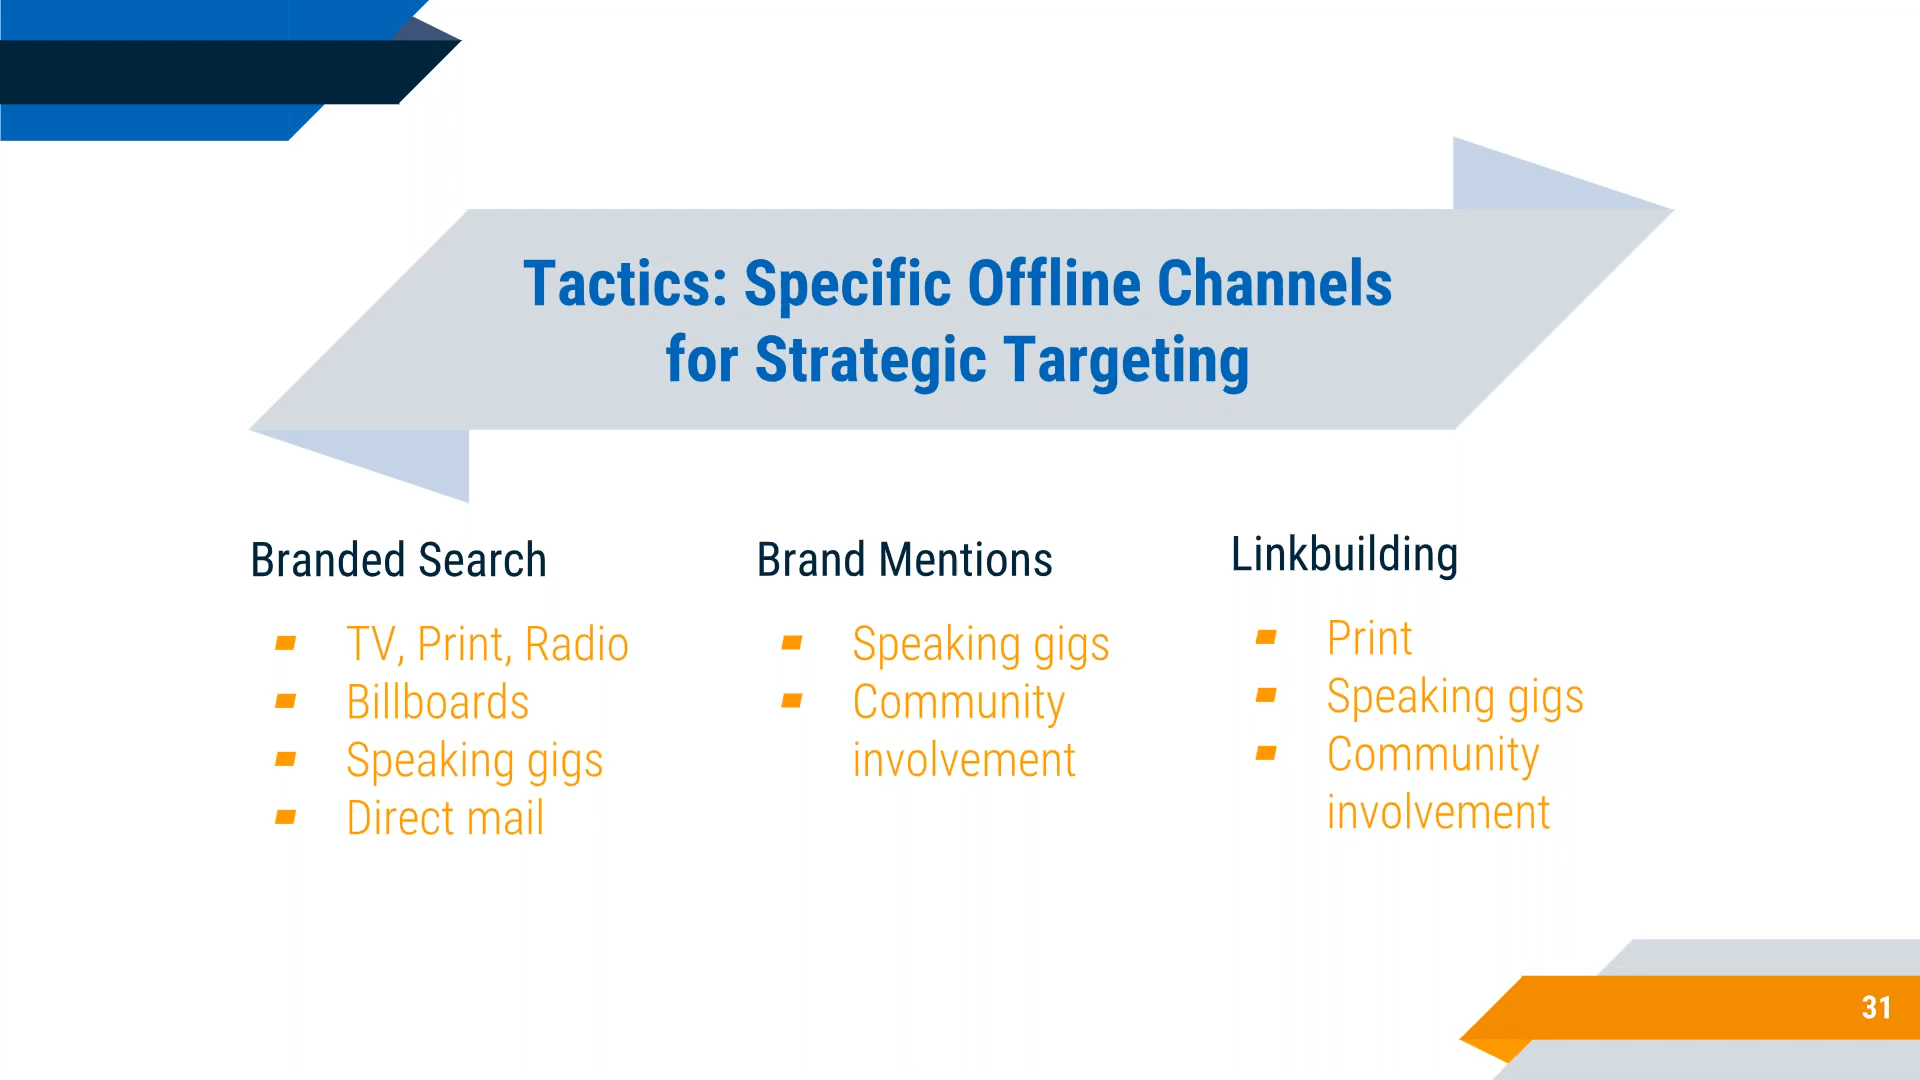 Tactics: Specific Offline Channels
for Strategic Targeting
Branded Search
TV, Print, Radio
Billboards
Speaking gigs
Direct mail
Brand Mentions
Speaking gigs
Community
involvement
Linkbuilding
Print
Speaking gigs
Community
involvement
31